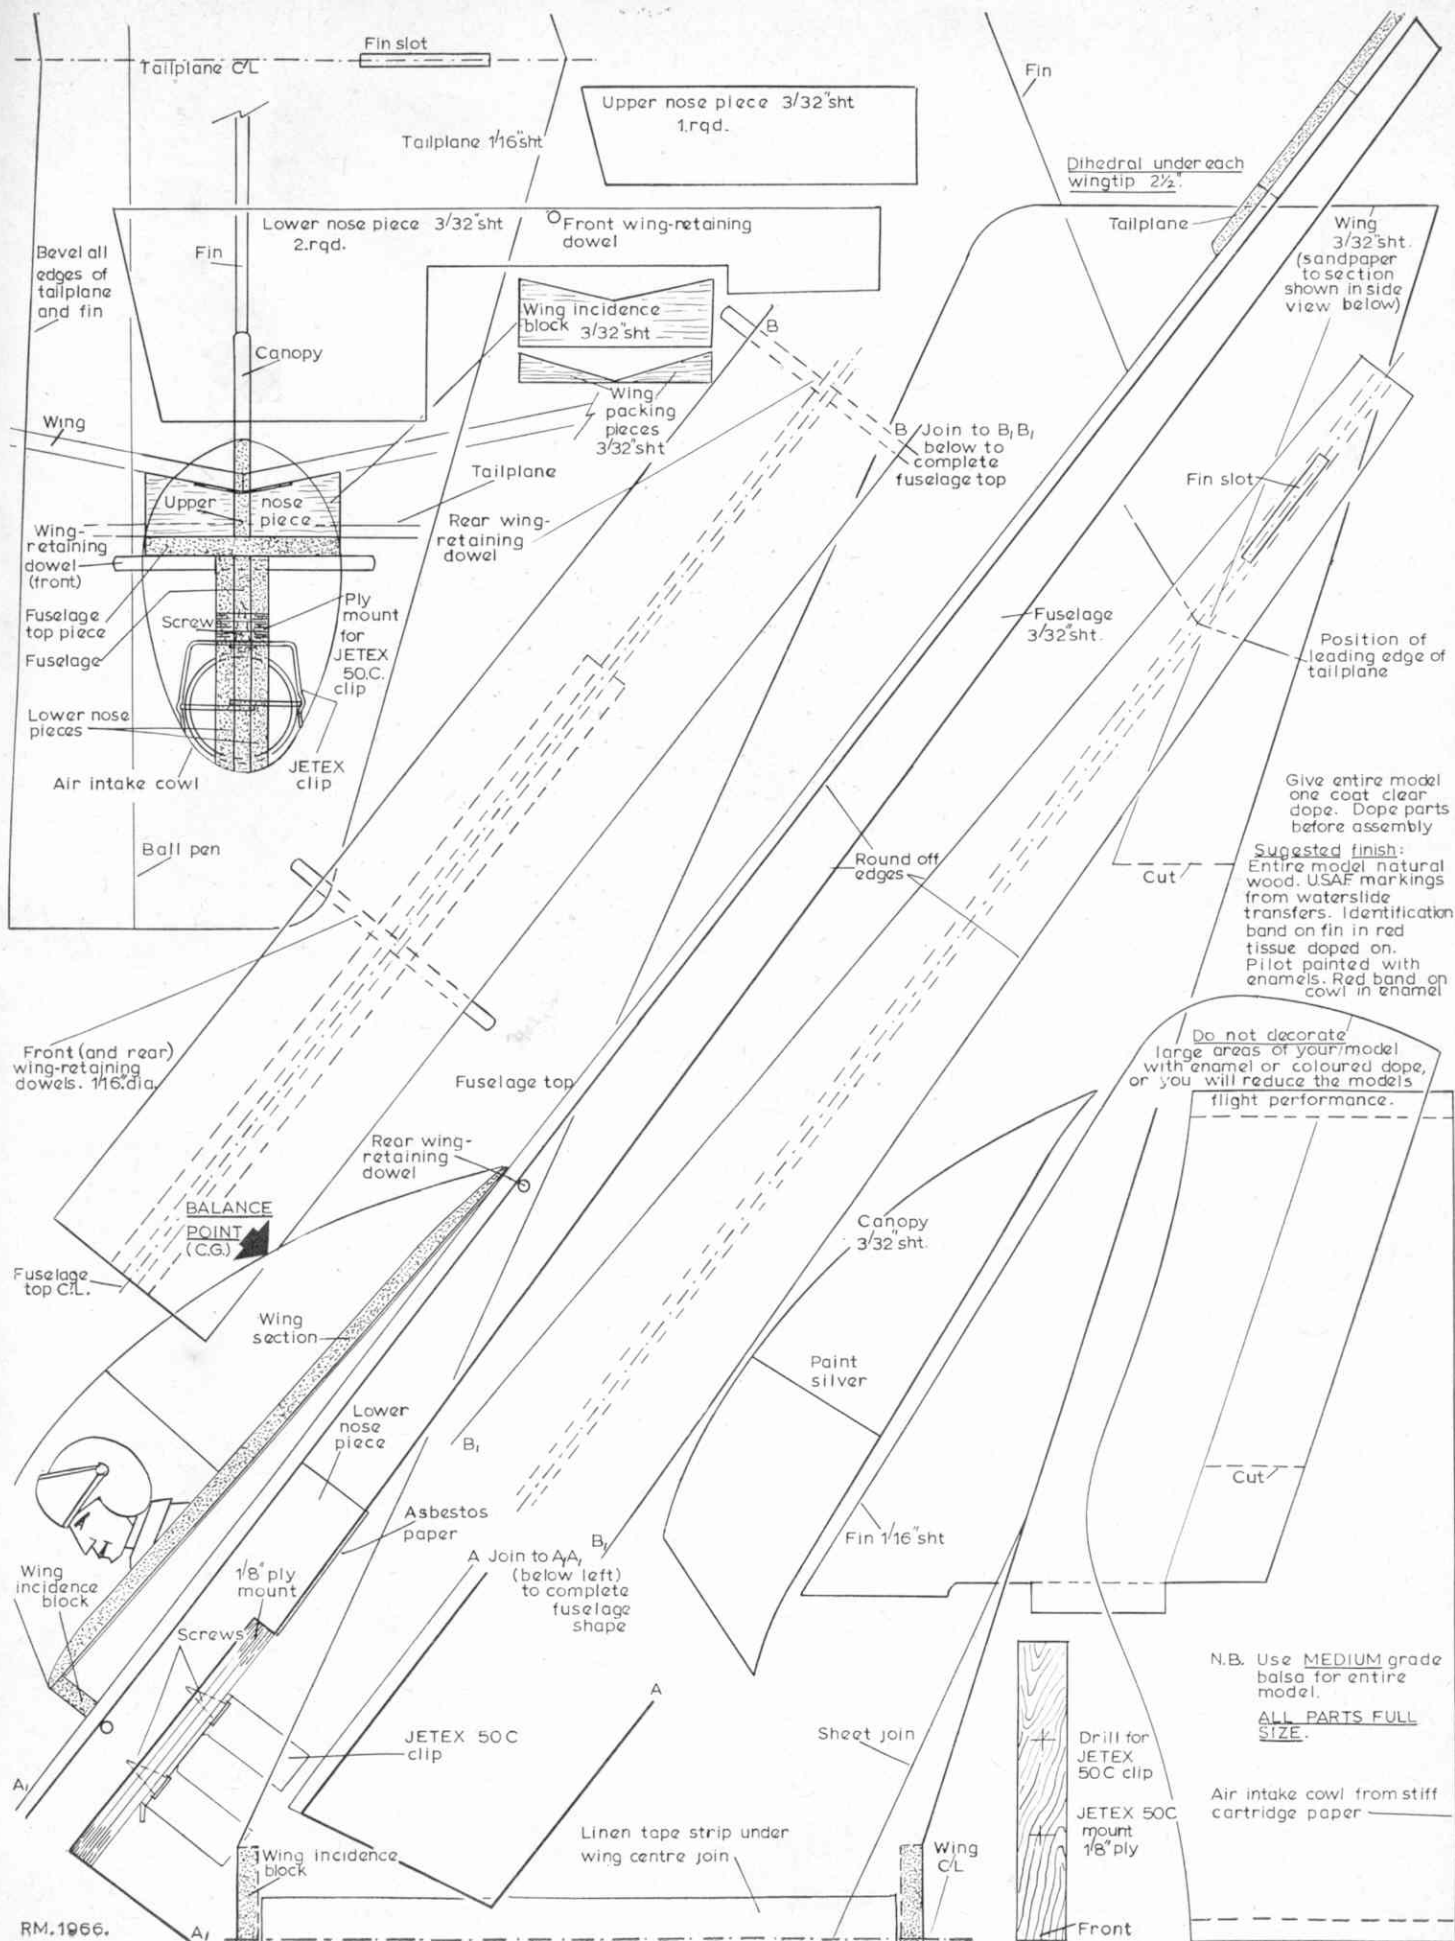 Fin slot
Tailplane C/L
Tailplane 1/16"sht
Upper nose piece 3/32"sht
1.rqd.
Fin
Dihedral under each
wingtip 2½".
Tailplane
Wing
3/32"sht.
(sandpaper
to section
shown in side
view below)
Lower nose piece 3/32"sht
2.rqd.
Front wing-retaining
dowel
Bevel all
edges of
tailplane
and fin
Fin
Canopy
Wing incidence
block 3/32"sht
Wing
packing
pieces
3/32"sht
B
B
Join to B₁B₁
below to
complete
fuselage top
Wing
Tailplane
Upper nose
piece
Rear wing-
retaining
dowel
Wing-
retaining
dowel
(front)
Fuselage
top piece
Screw
Ply
mount
for
JETEX
50.C.
clip
Fuselage
Lower nose
pieces
Air intake cowl
JETEX
clip
Ball pen
Fin slot
Fuselage
3/32"sht.
Position of
leading edge of
tailplane
Round off
edges
Cut
Give entire model
one coat clear
dope. Dope parts
before assembly
Sugested finish:
Entire model natural
wood. USAF markings
from waterslide
transfers. Identification
band on fin in red
tissue doped on.
Pilot painted with
enamels. Red band on
cowl in enamel
Do not decorate
large areas of your model
with enamel or coloured dope,
or you will reduce the models
flight performance.
Front (and rear)
wing-retaining
dowels. 1/16"dia.
Fuselage top
Rear wing-
retaining
dowel
BALANCE
POINT
(C.G.)
Fuselage
top C/L.
Wing
section
Canopy
3/32"sht.
Paint
silver
Lower
nose
piece
B₁
Asbestos
paper
Fin 1/16"sht
Cut
B₁
A Join to A₁A₁
(below left)
to complete
fuselage
shape
1/8" ply
mount
Wing
incidence
block
Screws
A
JETEX 50C
clip
Sheet join
N.B. Use MEDIUM grade
balsa for entire
model.
ALL PARTS FULL
SIZE.
Drill for
JETEX
50C clip
JETEX 50C
mount
1/8"ply
Air intake cowl from stiff
cartridge paper
A₁
Wing incidence
block
Linen tape strip under
wing centre join
Wing
C/L
Front
RM.1966.
A₁